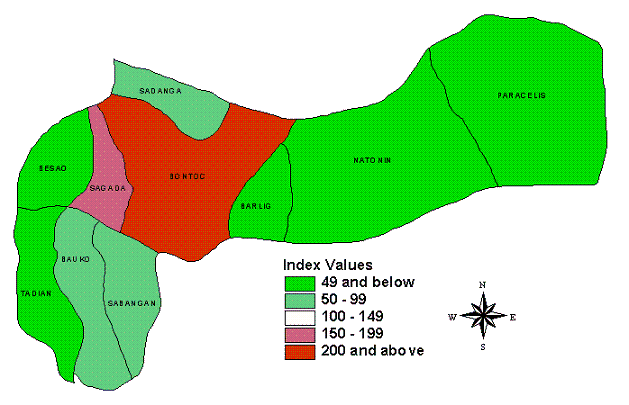 SADANGA
PARACELIS
BESAO
SAGADA
BONTOC
NATONIN
BARLIG
BAUKO
TADIAN
SABANGAN
Index Values
49 and below
50 - 99
100 - 149
150 - 199
200 and above
N
W E
S